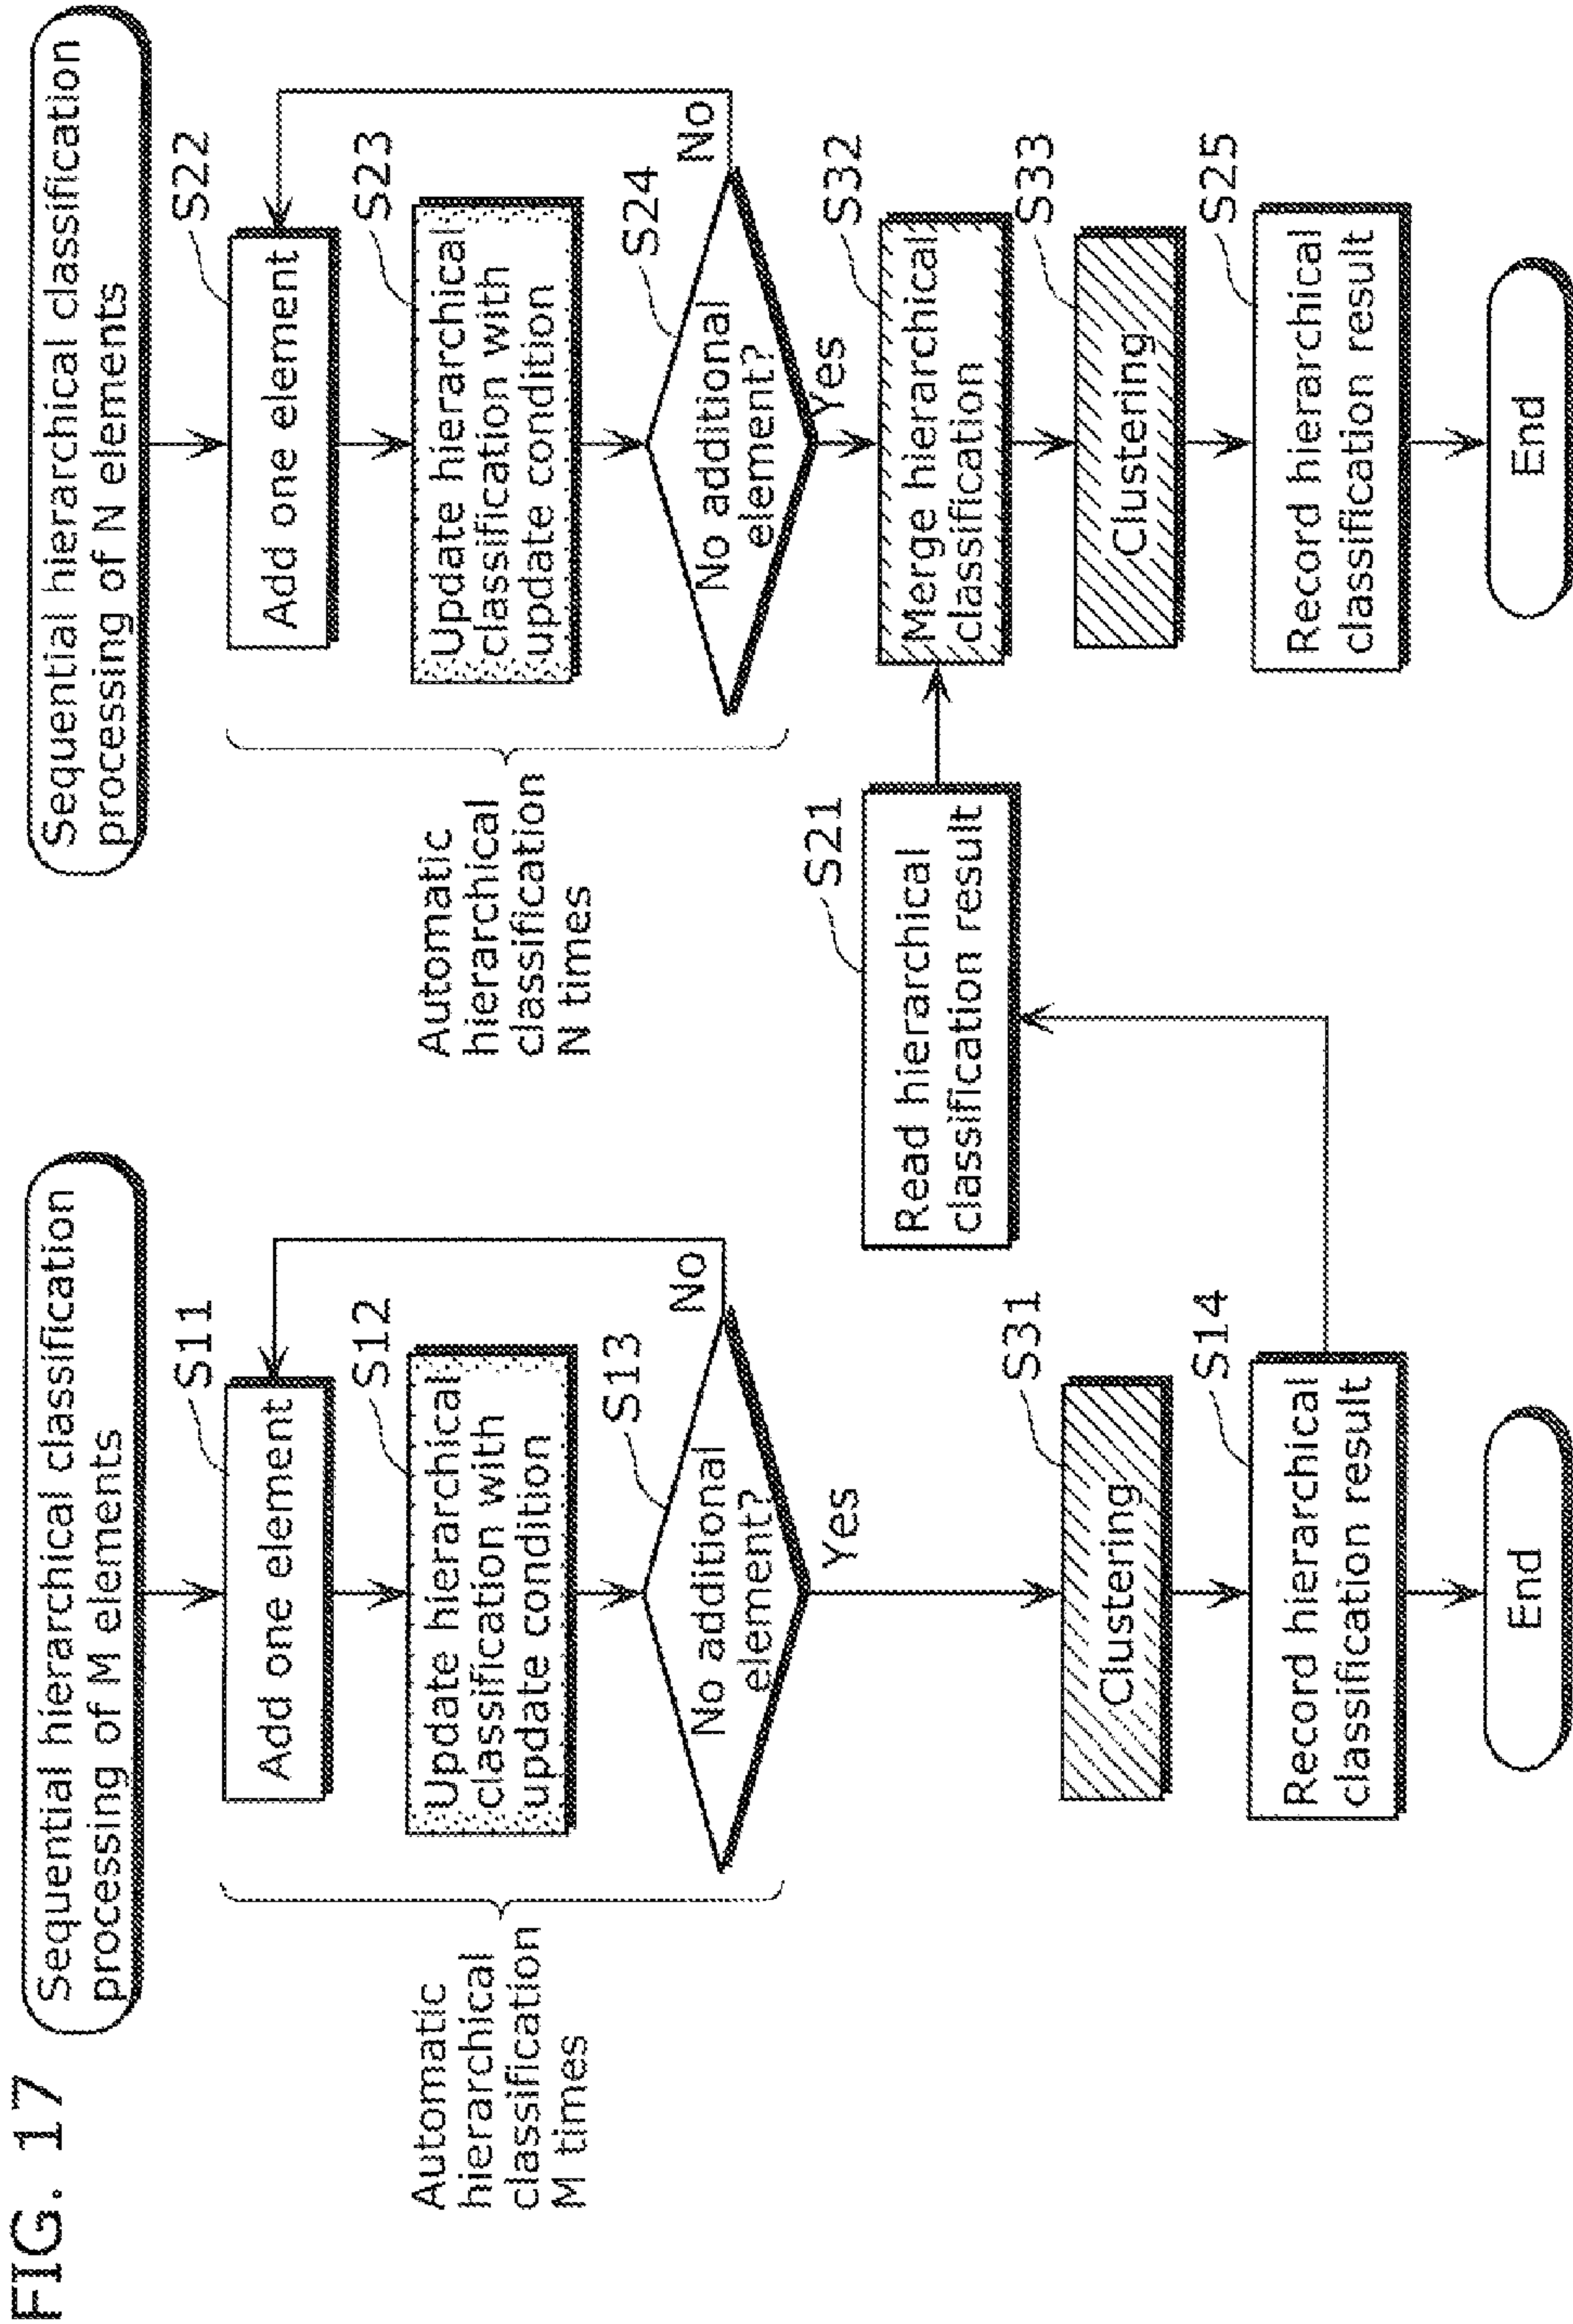 FIG. 17
Sequential hierarchical classification
processing of M elements
S11
Add one element
S12
Update hierarchical
classification with
update condition
S13
No additional
element?
No
Yes
Automatic
hierarchical
classification
M times
S31
Clustering
S14
Record hierarchical
classification result
End
Sequential hierarchical classification
processing of N elements
S22
Add one element
S23
Update hierarchical
classification with
update condition
S24
No additional
element?
No
Yes
Automatic
hierarchical
classification
N times
S21
Read hierarchical
classification result
S32
Merge hierarchical
classification
S33
Clustering
S25
Record hierarchical
classification result
End